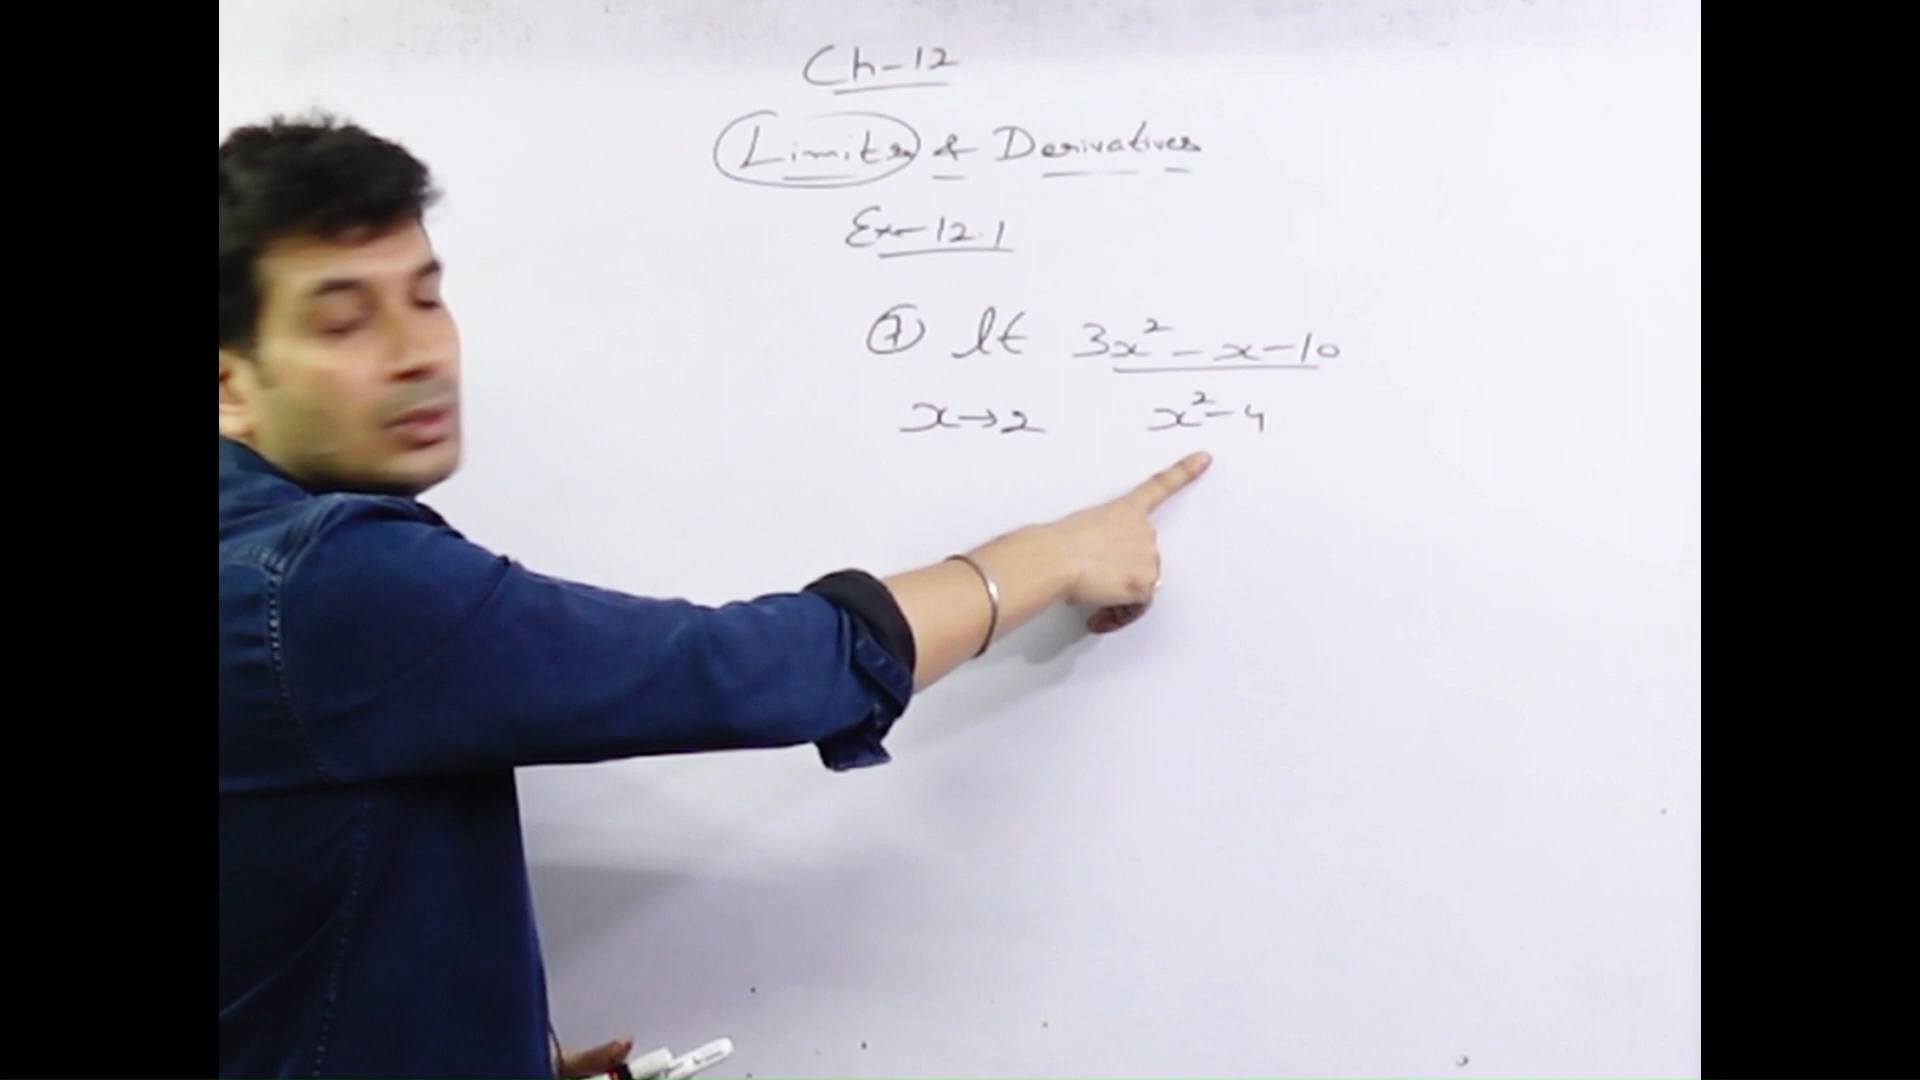 Ch-12
Limits & Derivatives
Ex-12.1
⑦ lt 3x²-x-10
x→2 x²-4